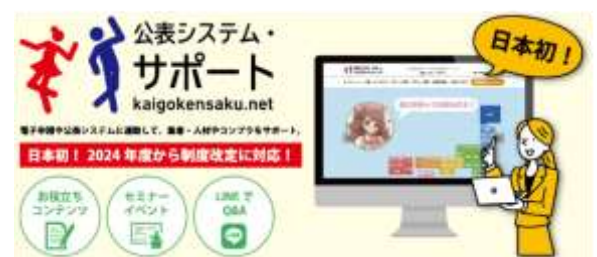 公表システム・
サポート
kaigokensaku.net
電子申請や公表システムに連動して、集客・人材やコンプラをサポート。
日本初！ 2024 年度から制度改定に対応！
お役立ち
コンテンツ
セミナー
イベント
LINE で
Q&A
日本初！